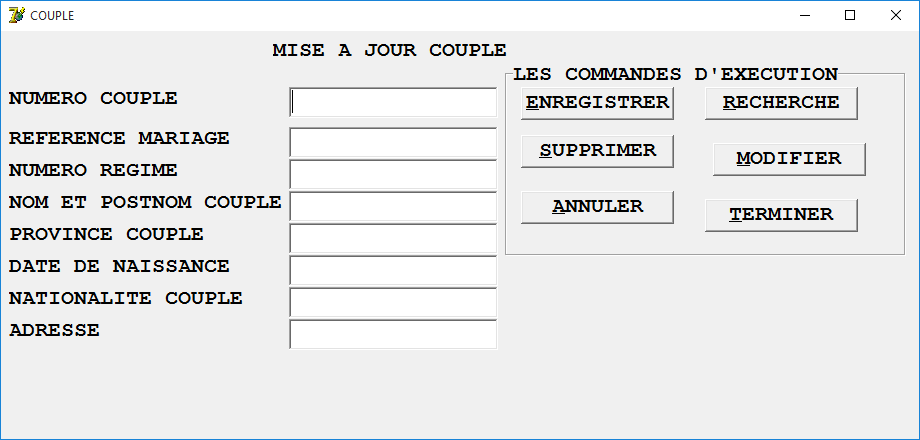 COUPLE
MISE A JOUR COUPLE
NUMERO COUPLE
REFERENCE MARIAGE
NUMERO REGIME
NOM ET POSTNOM COUPLE
PROVINCE COUPLE
DATE DE NAISSANCE
NATIONALITE COUPLE
ADRESSE
LES COMMANDES D'EXECUTION
ENREGISTRER RECHERCHE
SUPPRIMER MODIFIER
ANNULER TERMINER